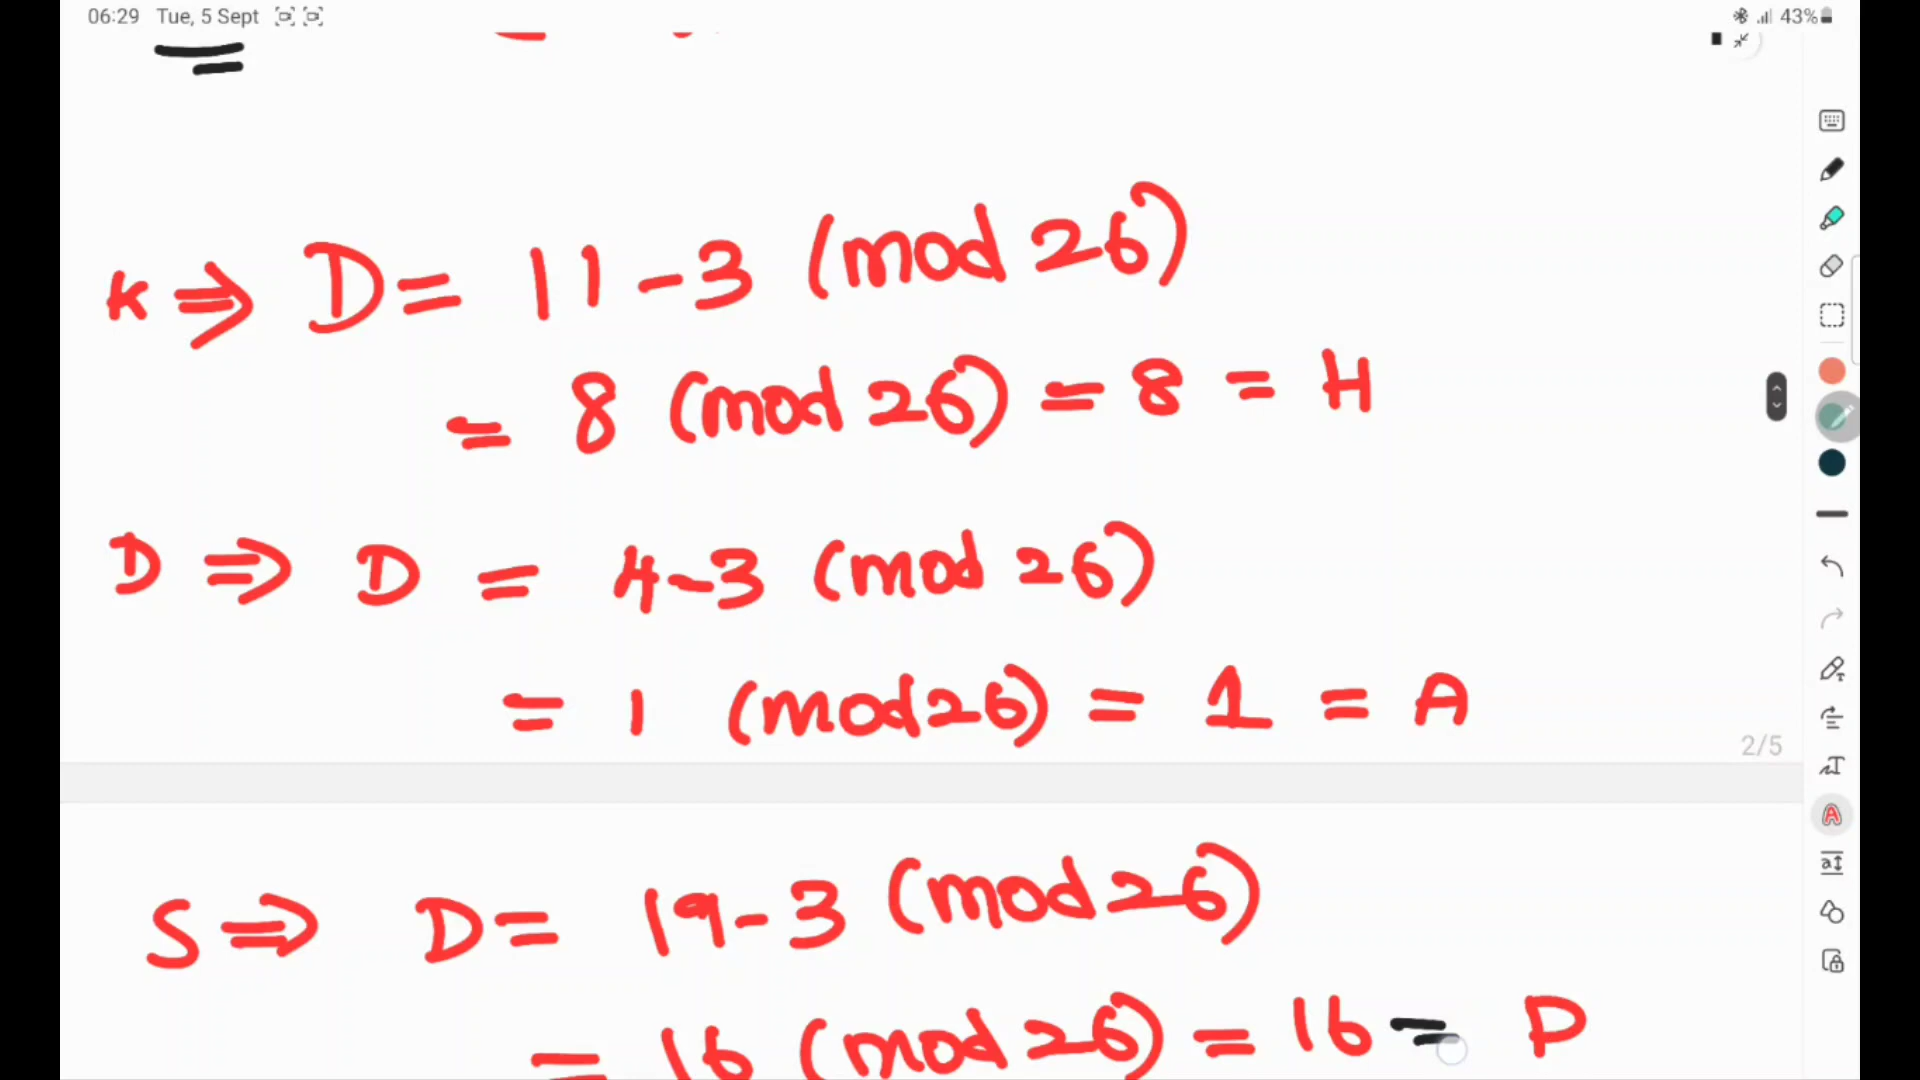 06:29 Tue, 5 Sept 43%
K ⇒ D = 11 - 3 (mod 26)
= 8 (mod 26) = 8 = H
D ⇒ D = 4 - 3 (mod 26)
= 1 (mod 26) = 1 = A
2/5
S ⇒ D = 19 - 3 (mod 26)
= 16 (mod 26) = 16 = P